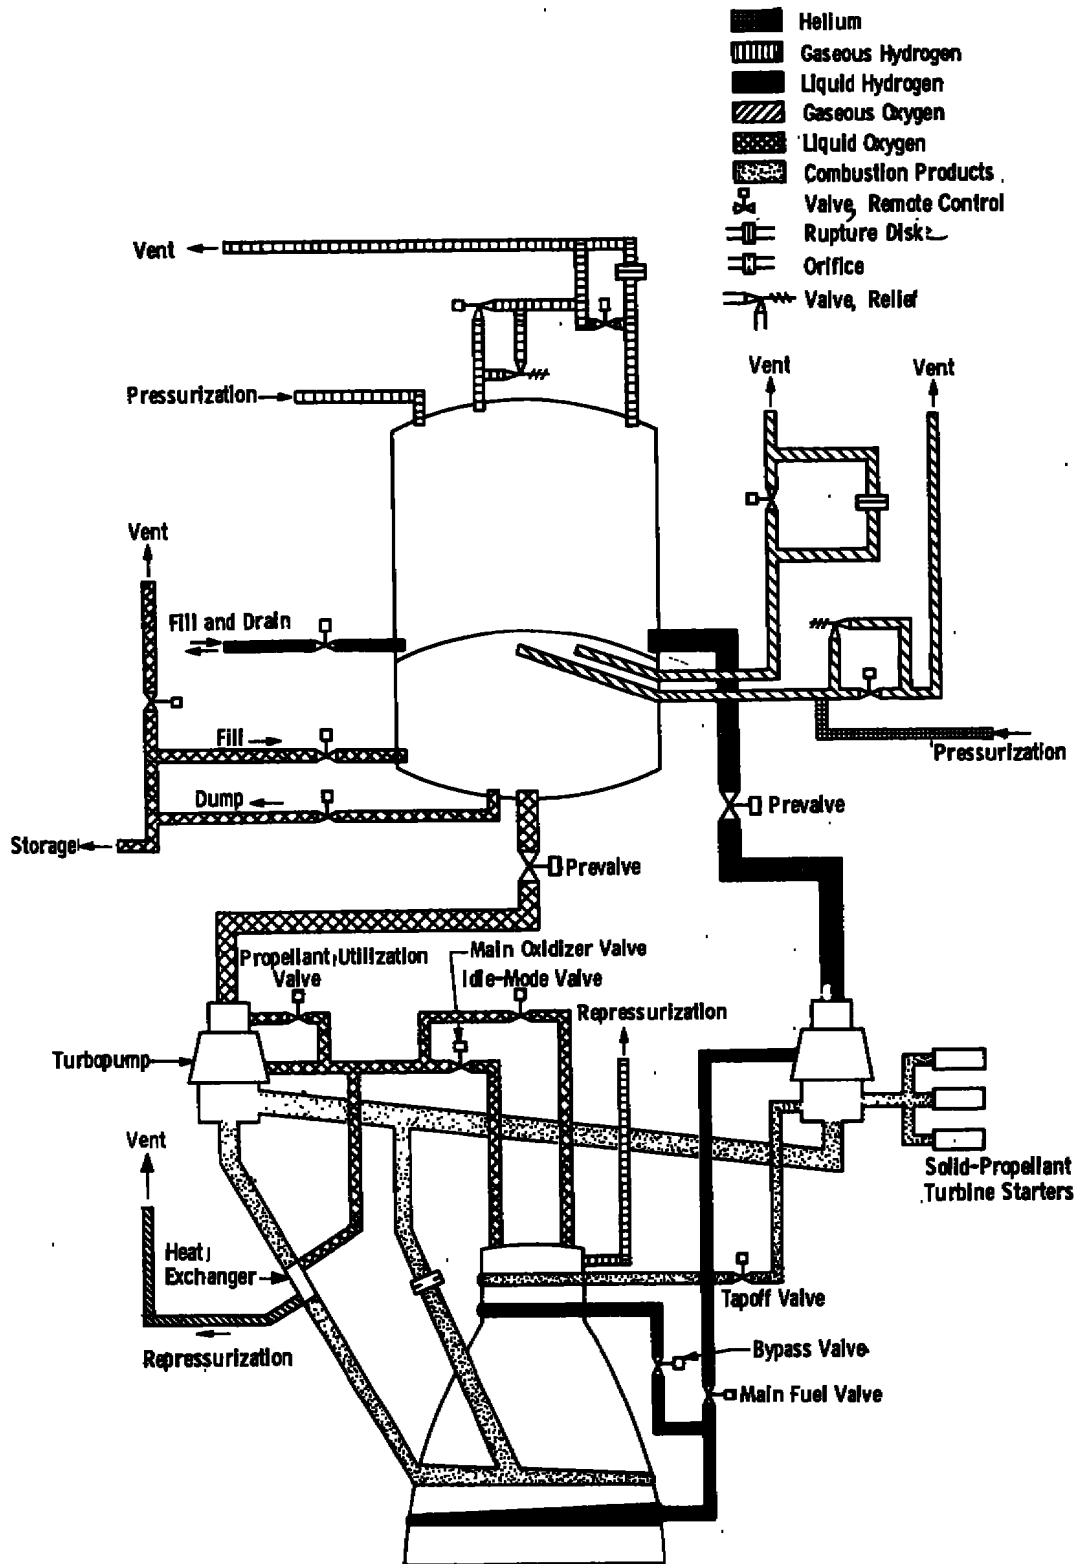 Helium
Gaseous Hydrogen
Liquid Hydrogen
Gaseous Oxygen
Liquid Oxygen
Combustion Products
Valve, Remote Control
Rupture Disk
Orifice
Valve, Relief
Vent
Vent
Vent
Pressurization
Vent
Fill and Drain
Fill
Pressurization
Dump
Prevalve
Storage
Prevalve
Main Oxidizer Valve
Propellant Utilization
Valve
Idle-Mode Valve
Repressurization
Turbopump
Vent
Solid-Propellant
Turbine Starters
Heat
Exchanger
Tapoff Valve
Repressurization
Bypass Valve
Main Fuel Valve